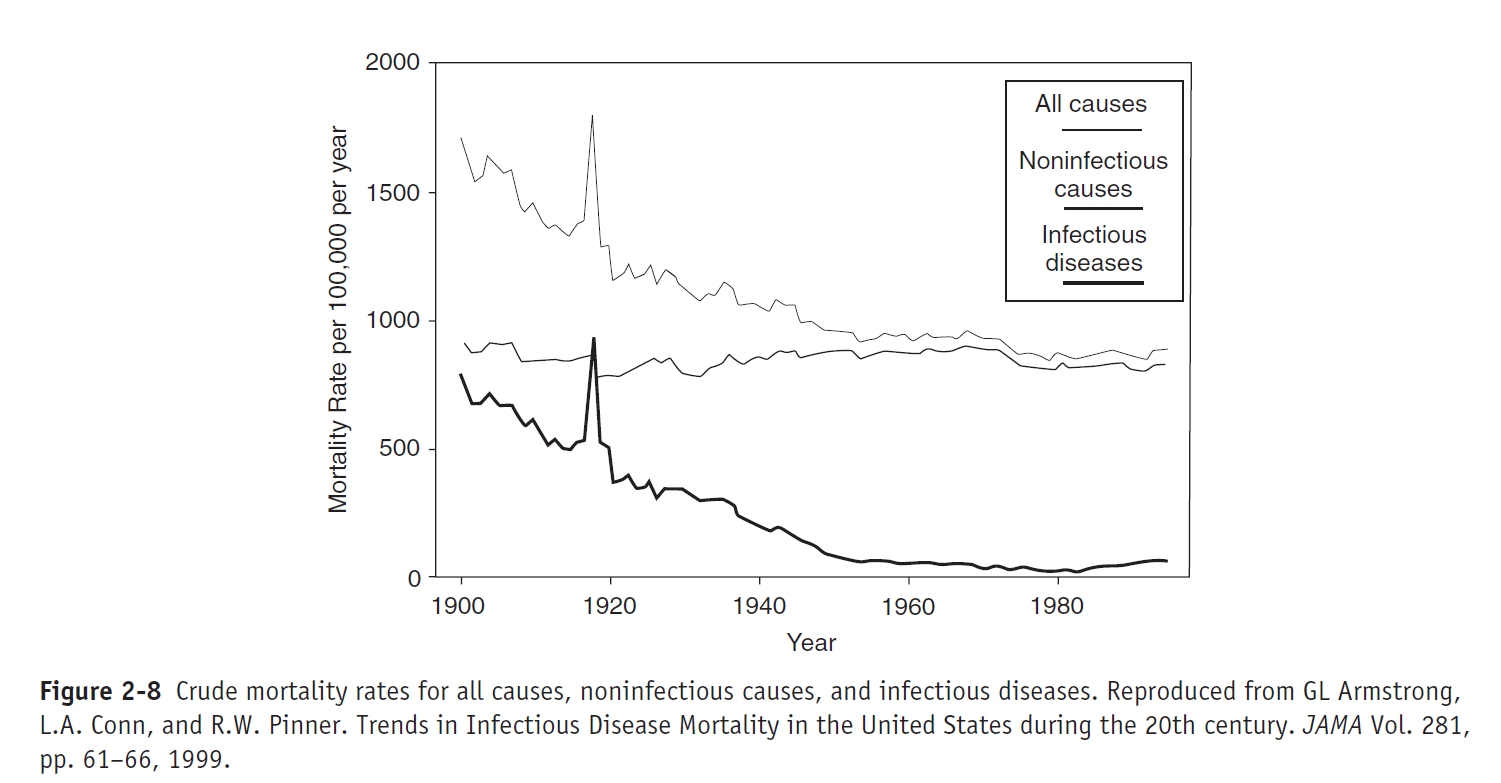 2000
1500
1000
500
0
Mortality Rate per 100,000 per year
All causes
Noninfectious
causes
Infectious
diseases
1900 1920 1940 1960 1980
Year
Figure 2-8 Crude mortality rates for all causes, noninfectious causes, and infectious diseases. Reproduced from GL Armstrong,
L.A. Conn, and R.W. Pinner. Trends in Infectious Disease Mortality in the United States during the 20th century. JAMA Vol. 281,
pp. 61–66, 1999.